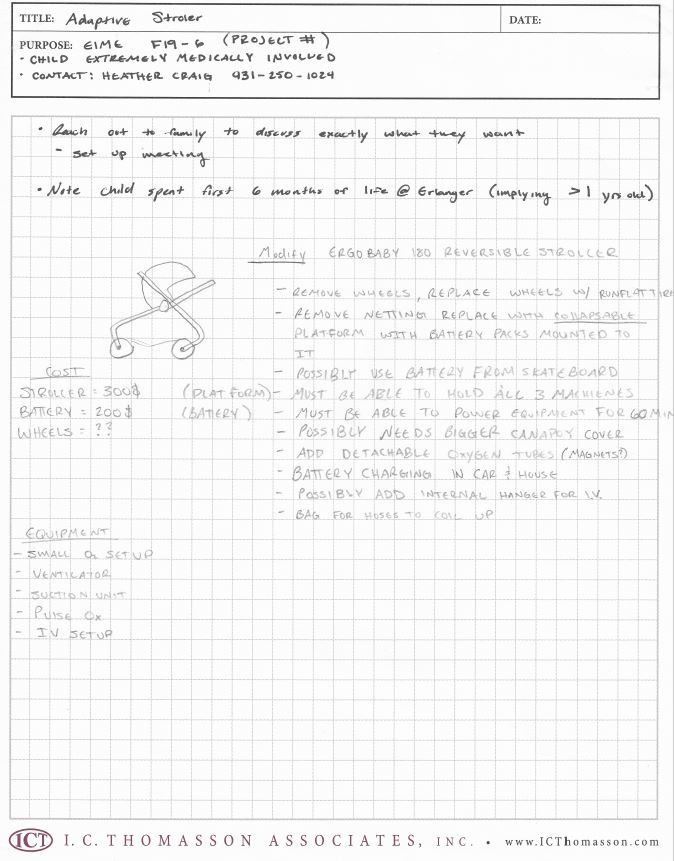 TITLE: Adaptive Stroler
DATE:
PURPOSE: EIME F19-6 (PROJECT #)
• CHILD EXTREMELY MEDICALLY INVOLVED
• CONTACT: HEATHER CRAIG 931-250-1024
• Reach out to family to discuss exactly what they want
- set up meeting
• Note child spent first 6 months of life @ Erlanger (implying >1 yrs old)
Modify ERGOBABY 180 REVERSIBLE STROLLER
- REMOVE WHEELS, REPLACE WHEELS W/ RUNFLAT TIRE
- REMOVE NETTING REPLACE WITH COLLAPSABLE
PLATFORM WITH BATTERY PACKS MOUNTED TO
IT
- POSSIBLY USE BATTERY FROM SKATEBOARD
(PLATFORM) - MUST BE ABLE TO HOLD ALL 3 MACHIENES
(BATTERY) - MUST BE ABLE TO POWER EQUIPMENT FOR 60 MIN
- POSSIBLY NEEDS BIGGER CANAPOY COVER
- ADD DETACHABLE OXYGEN TUBES (MAGNETS?)
- BATTERY CHARGING IN CAR & HOUSE
- POSSIBLY ADD INTERNAL HANGER FOR I.V.
- BAG FOR HOSES TO COIL UP
COST
STROLLER = 300$
BATTERY = 200$
WHEELS = ??
EQUIPMENT
- SMALL O2 SETUP
- VENTILATOR
- SUCTION UNIT
- PULSE OX
- IV SETUP
ICT I.C. THOMASSON ASSOCIATES, INC. • www.ICThomasson.com